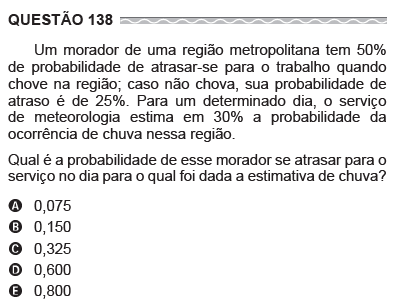 QUESTÃO 138
Um morador de uma região metropolitana tem 50%
de probabilidade de atrasar-se para o trabalho quando
chove na região; caso não chova, sua probabilidade de
atraso é de 25%. Para um determinado dia, o serviço
de meteorologia estima em 30% a probabilidade da
ocorrência de chuva nessa região.
Qual é a probabilidade de esse morador se atrasar para o
serviço no dia para o qual foi dada a estimativa de chuva?
A 0,075
B 0,150
C 0,325
D 0,600
E 0,800